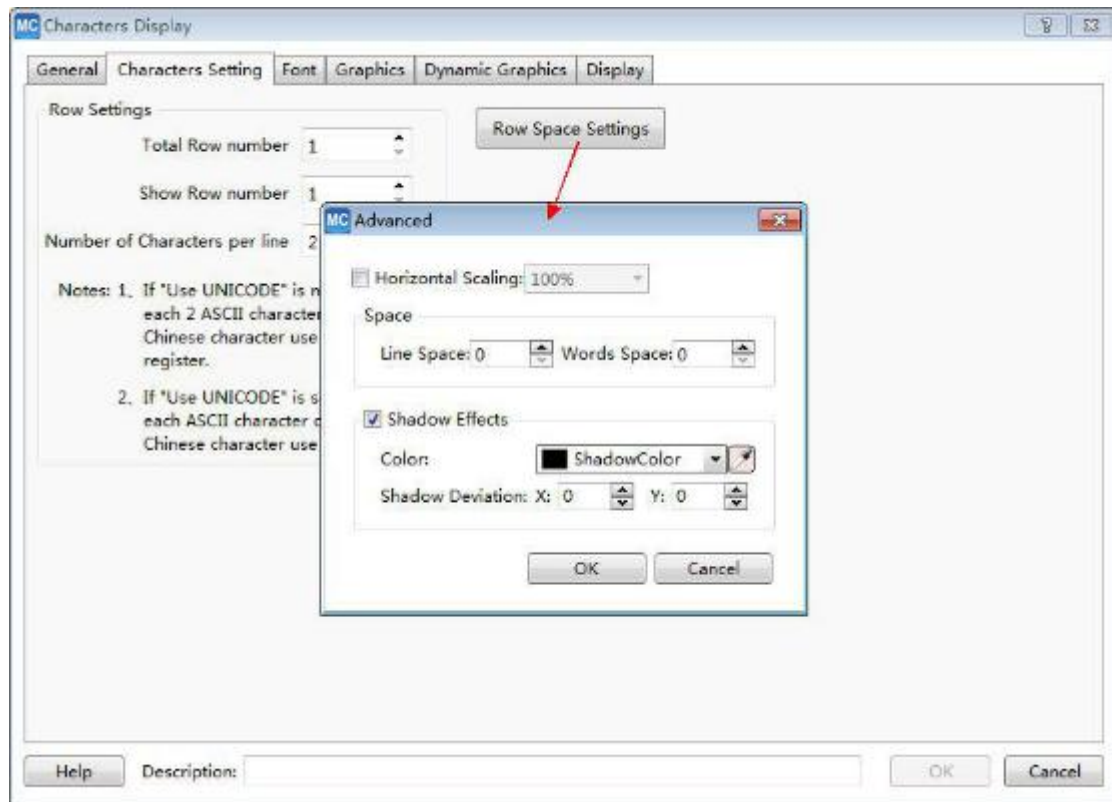 MC Characters Display
General Characters Setting Font Graphics Dynamic Graphics Display
Row Settings
Row Space Settings
Total Row number 1
Show Row number 1
Number of Characters per line 2
Notes: 1、If "Use UNICODE" is
each 2 ASCII character
Chinese character use
register.
2、If "Use UNICODE" is
each ASCII character
Chinese character use
MC Advanced
Horizontal Scaling: 100%
Space
Line Space: 0 Words Space: 0
Shadow Effects
Color: ShadowColor
Shadow Deviation: X: 0 Y: 0
OK Cancel
Help Description: OK Cancel